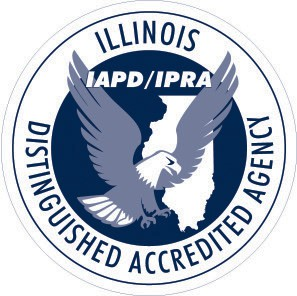 ILLINOIS
IAPD/IPRA
DISTINGUISHED ACCREDITED AGENCY